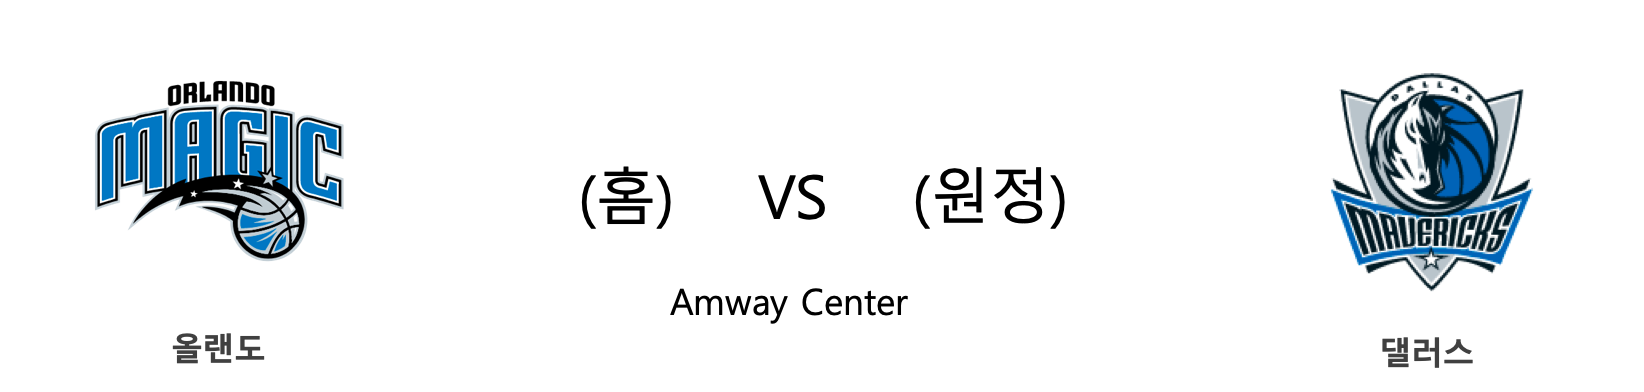 ORLANDO
MAGIC
DALLAS
MAVERICKS
(홈) VS (원정)
Amway Center
올랜도
댈러스